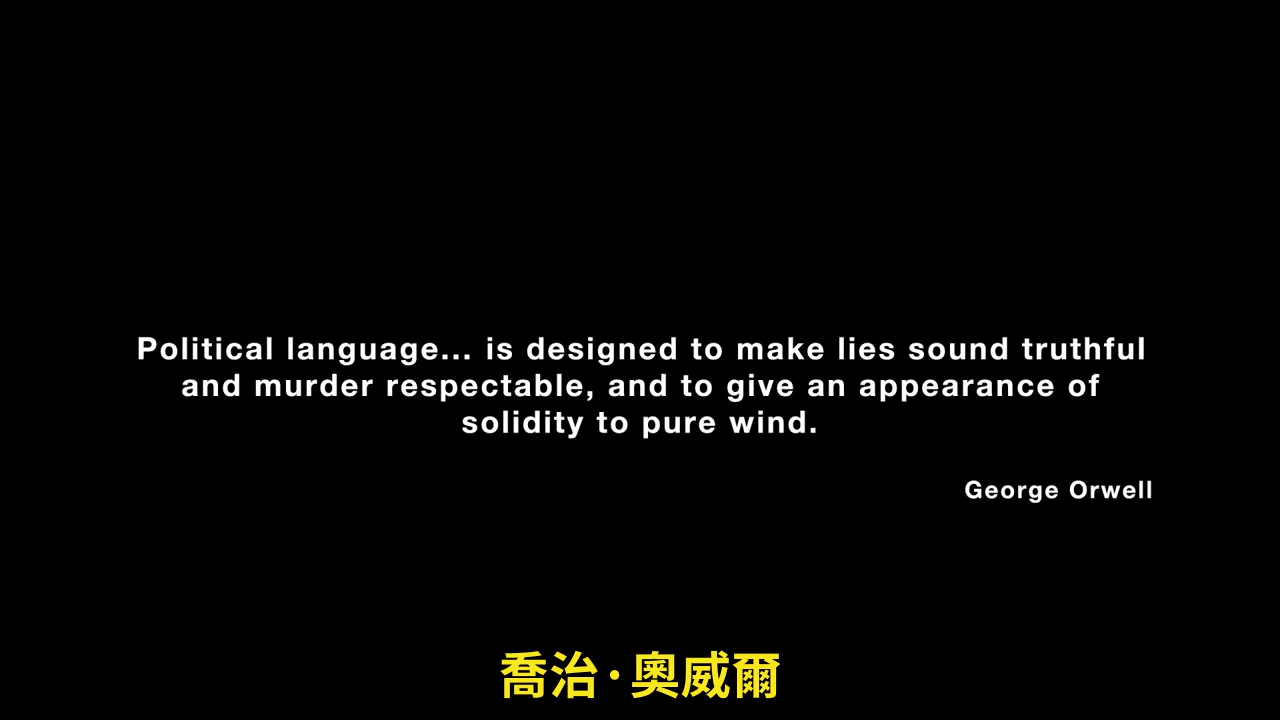 Political language... is designed to make lies sound truthful
and murder respectable, and to give an appearance of
solidity to pure wind.
George Orwell
喬治·奧威爾